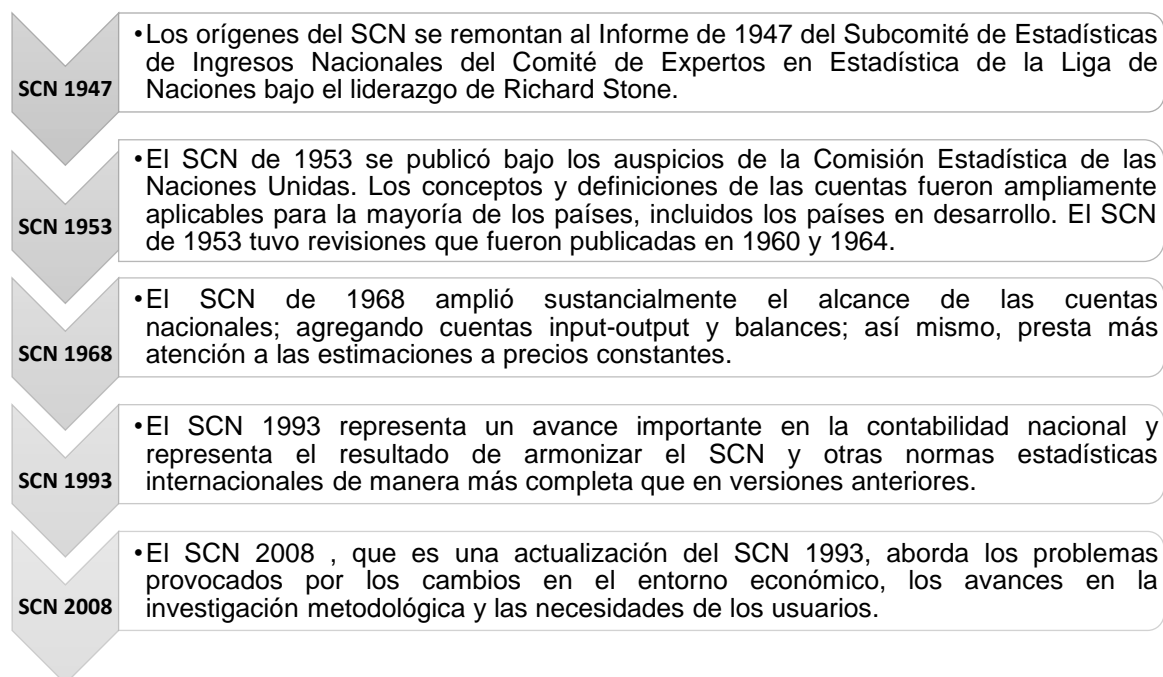 SCN 1947
•Los orígenes del SCN se remontan al Informe de 1947 del Subcomité de Estadísticas
de Ingresos Nacionales del Comité de Expertos en Estadística de la Liga de
Naciones bajo el liderazgo de Richard Stone.
SCN 1953
•El SCN de 1953 se publicó bajo los auspicios de la Comisión Estadística de las
Naciones Unidas. Los conceptos y definiciones de las cuentas fueron ampliamente
aplicables para la mayoría de los países, incluidos los países en desarrollo. El SCN
de 1953 tuvo revisiones que fueron publicadas en 1960 y 1964.
SCN 1968
•El SCN de 1968 amplió sustancialmente el alcance de las cuentas
nacionales; agregando cuentas input-output y balances; así mismo, presta más
atención a las estimaciones a precios constantes.
SCN 1993
•El SCN 1993 representa un avance importante en la contabilidad nacional y
representa el resultado de armonizar el SCN y otras normas estadísticas
internacionales de manera más completa que en versiones anteriores.
SCN 2008
•El SCN 2008 , que es una actualización del SCN 1993, aborda los problemas
provocados por los cambios en el entorno económico, los avances en la
investigación metodológica y las necesidades de los usuarios.